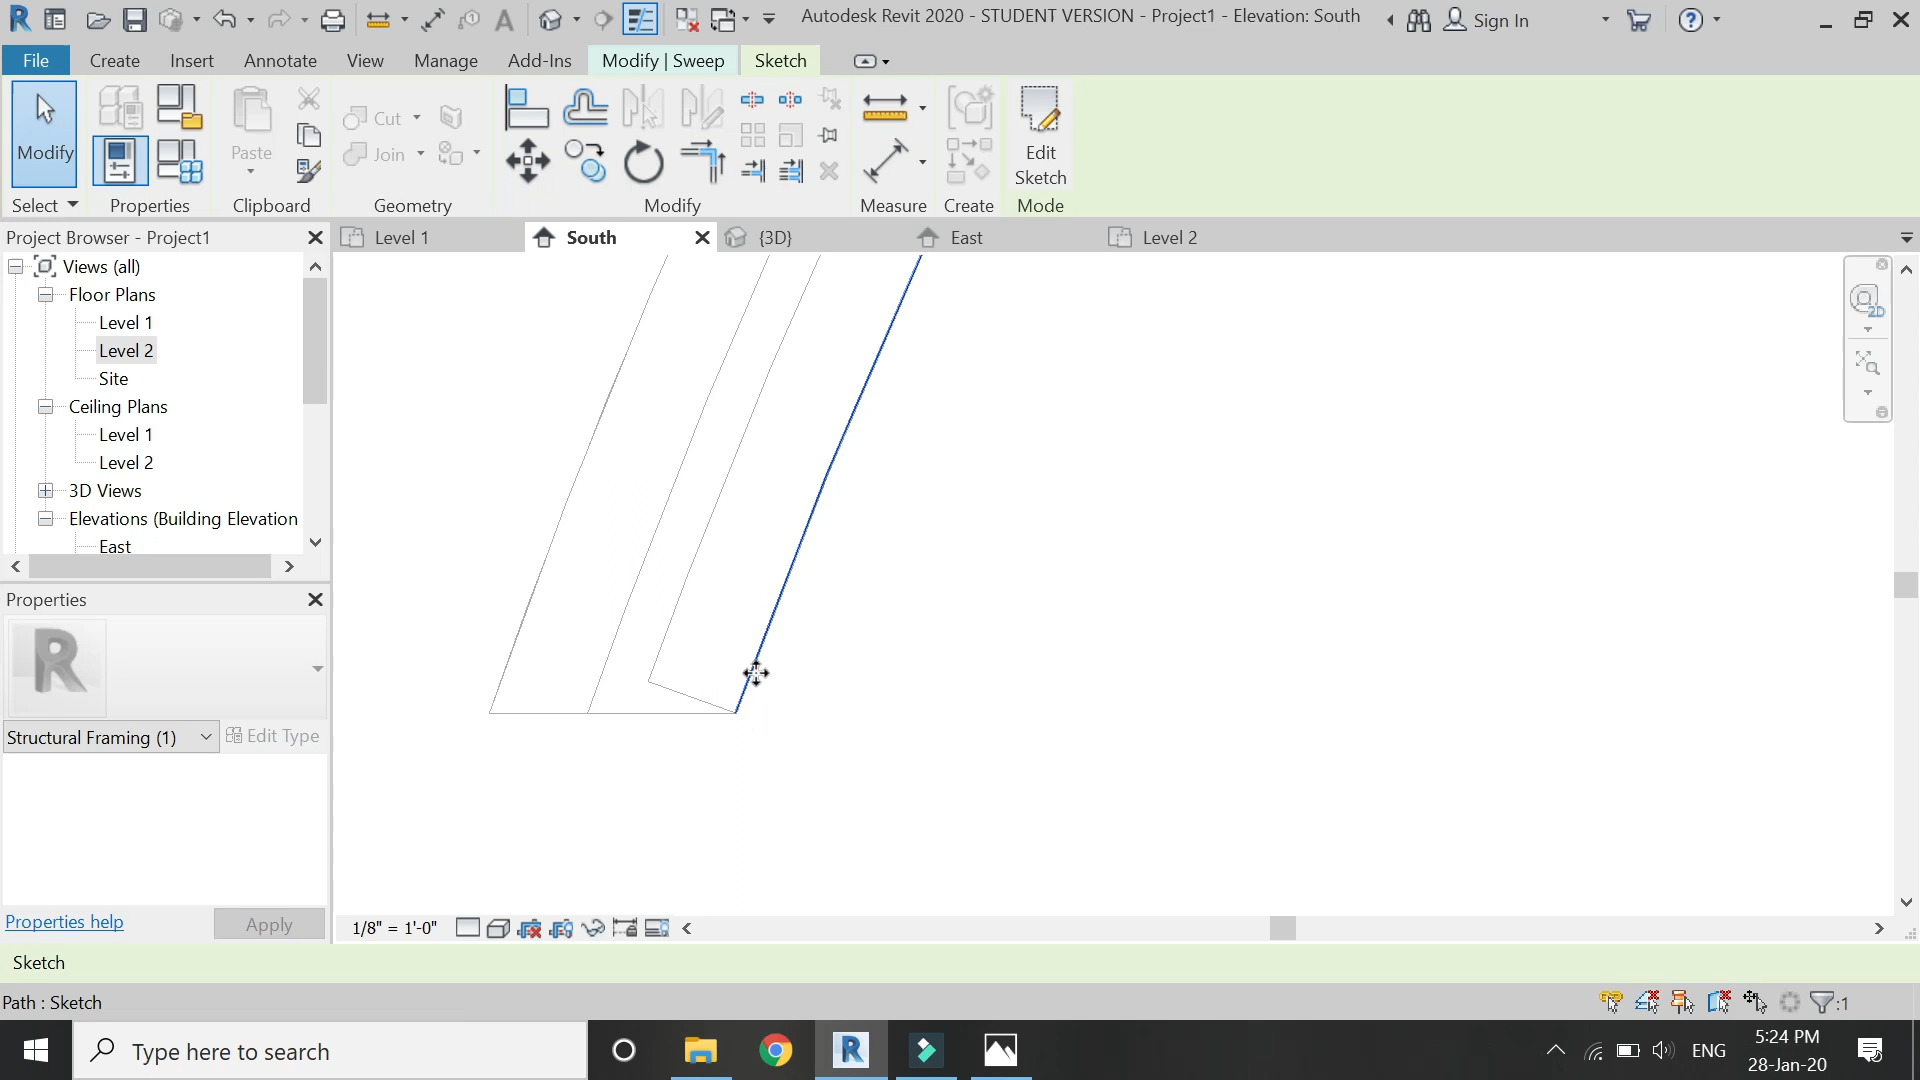 Autodesk Revit 2020 - STUDENT VERSION - Project1 - Elevation: South
Sign In
File
Create
Insert
Annotate
View
Manage
Add-Ins
Modify | Sweep
Sketch
Modify
Paste
Cut
Join
Edit
Sketch
Select
Properties
Clipboard
Geometry
Modify
Measure
Create
Mode
Project Browser - Project1
Level 1
South
{3D}
East
Level 2
Views (all)
Floor Plans
Level 1
Level 2
Site
Ceiling Plans
Level 1
Level 2
3D Views
Elevations (Building Elevation
East
2D
Properties
R
Structural Framing (1)
Edit Type
Properties help
Apply
1/8" = 1'-0"
Sketch
Path : Sketch
:1
Type here to search
ENG
5:24 PM
28-Jan-20